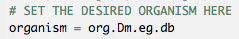 # SET THE DESIRED ORGANISM HERE
organism = org.Dm.eg.db